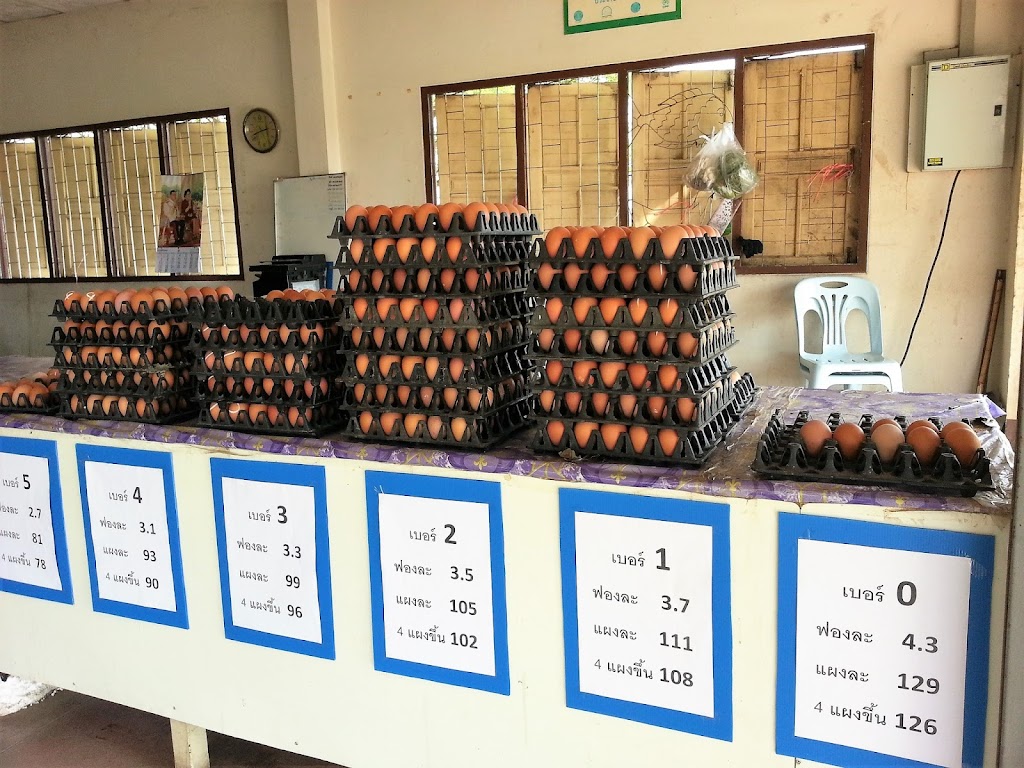 เบอร์ 5
ฟองละ 2.7
แผงละ 81
4 แผงขึ้น 78
เบอร์ 4
ฟองละ 3.1
แผงละ 93
4 แผงขึ้น 90
เบอร์ 3
ฟองละ 3.3
แผงละ 99
4 แผงขึ้น 96
เบอร์ 2
ฟองละ 3.5
แผงละ 105
4 แผงขึ้น 102
เบอร์ 1
ฟองละ 3.7
แผงละ 111
4 แผงขึ้น 108
เบอร์ 0
ฟองละ 4.3
แผงละ 129
4 แผงขึ้น 126